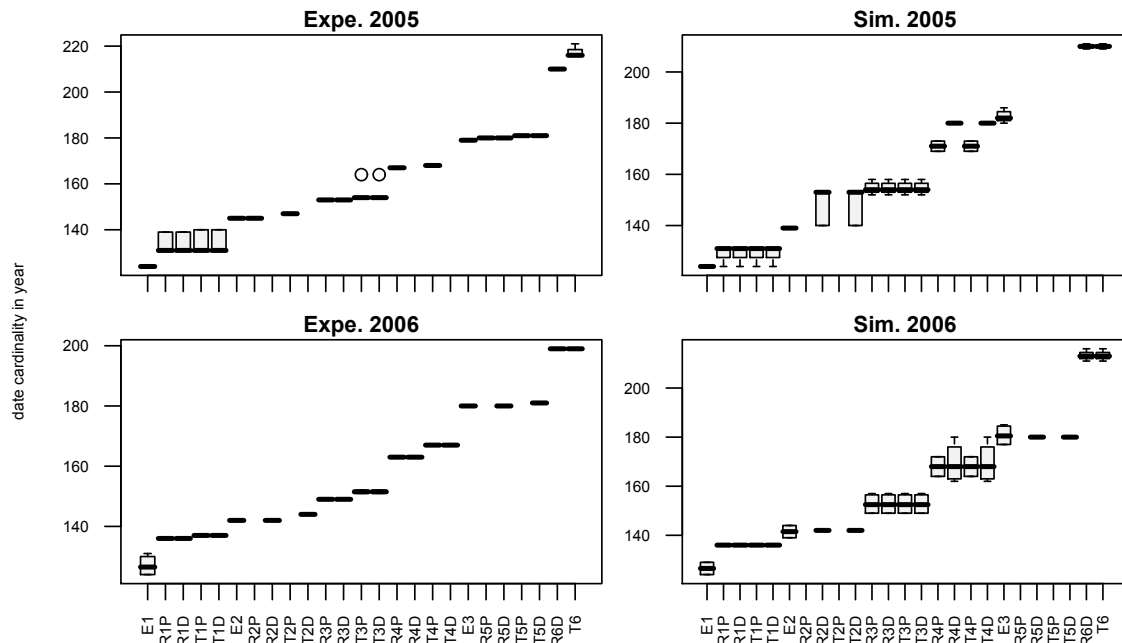 Expe. 2005
Sim. 2005
220
200
180
160
140
200
180
160
140
Expe. 2006
Sim. 2006
200
180
160
140
200
180
160
140
date cardinality in year
E1 R1P R1D T1P T1D E2 R2P R2D T2P T2D R3P R3D T3P T3D R4P R4D T4P T4D E3 R5P R5D T5P T5D R6D T6
E1 R1P R1D T1P T1D E2 R2P R2D T2P T2D R3P R3D T3P T3D R4P R4D T4P T4D E3 R5P R5D T5P T5D R6D T6